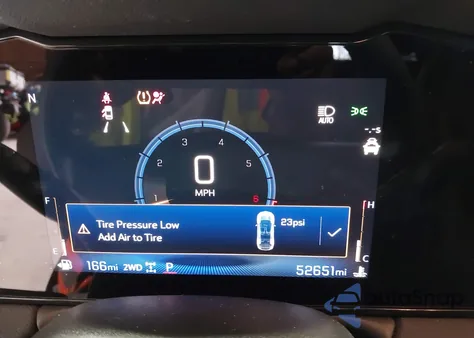 N
AUTO
-.-s
3
4
2
5
1
0
MPH
F
H
Tire Pressure Low
Add Air to Tire
23psi
E
C
166mi 2WD P
52651mi
autosnap